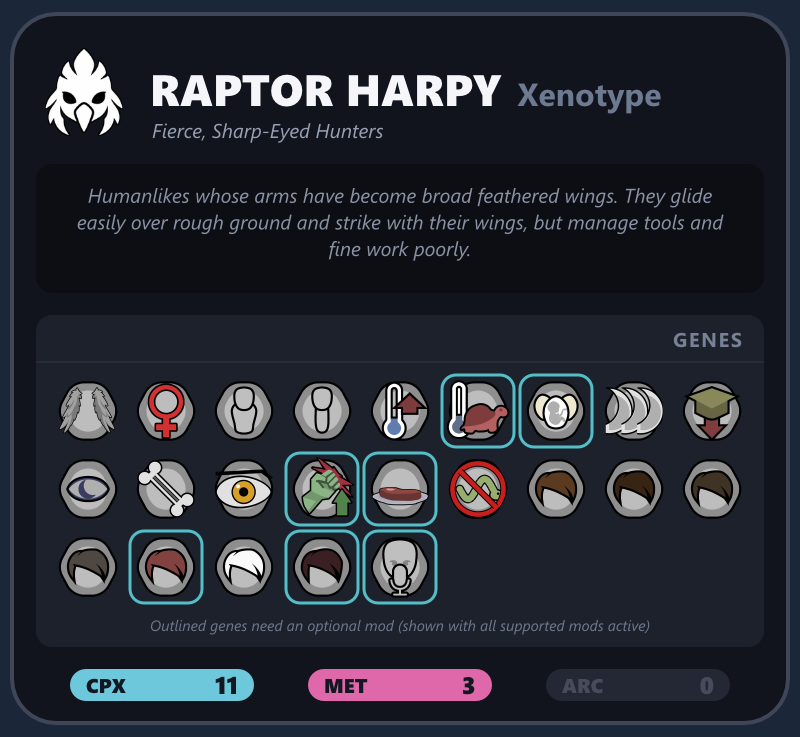 RAPTOR HARPY Xenotype
Fierce, Sharp-Eyed Hunters
Humanlikes whose arms have become broad feathered wings. They glide
easily over rough ground and strike with their wings, but manage tools and
fine work poorly.
GENES
Outlined genes need an optional mod (shown with all supported mods active)
CPX 11 MET 3 ARC 0